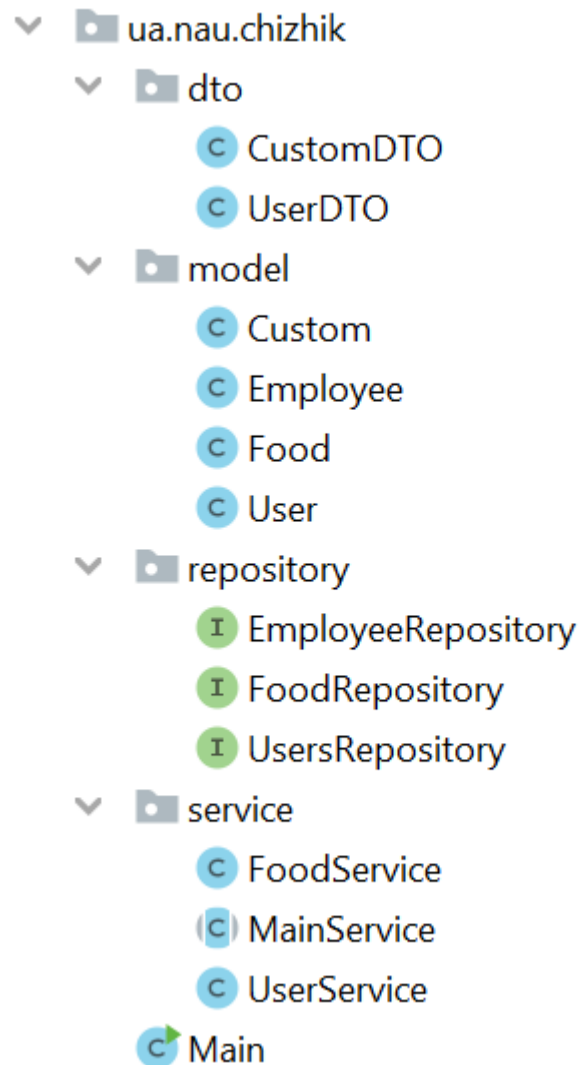 ua.nau.chizhik
dto
C CustomDTO
C UserDTO
model
C Custom
C Employee
C Food
C User
repository
I EmployeeRepository
I FoodRepository
I UsersRepository
service
C FoodService
C MainService
C UserService
C Main